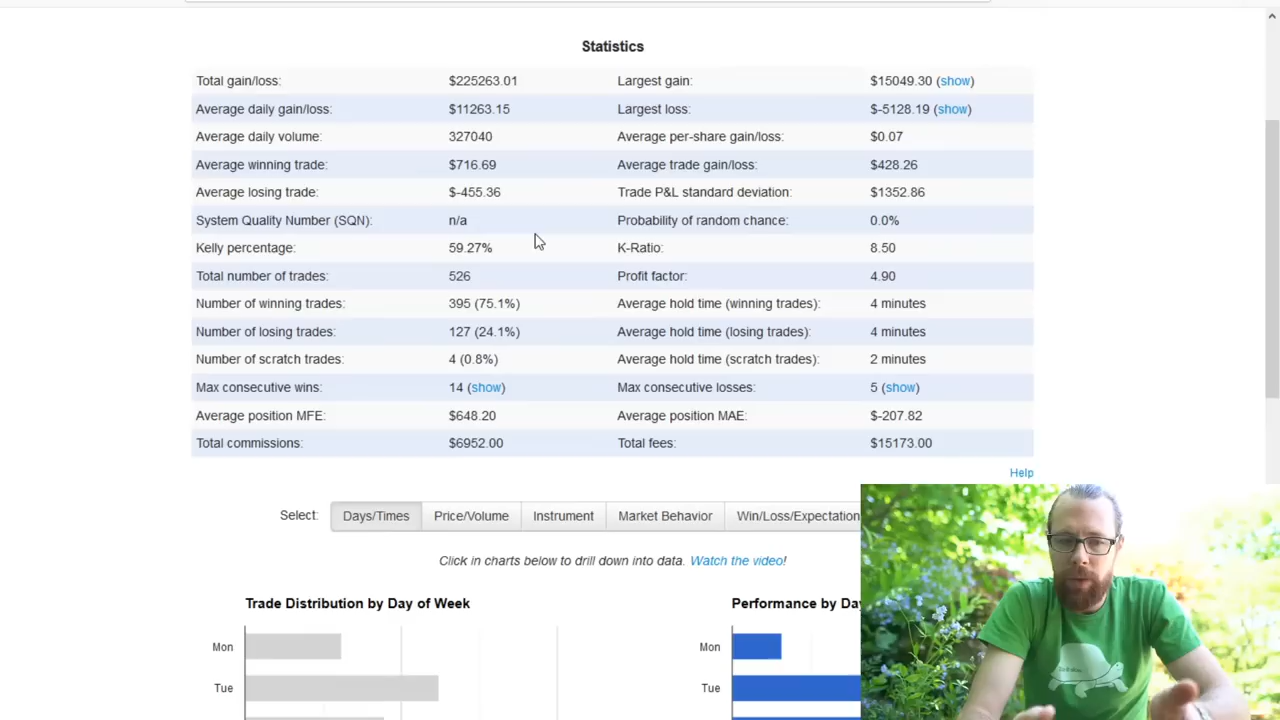 Statistics
Total gain/loss: $225263.01 Largest gain: $15049.30 (show)
Average daily gain/loss: $11263.15 Largest loss: $-5128.19 (show)
Average daily volume: 327040 Average per-share gain/loss: $0.07
Average winning trade: $716.69 Average trade gain/loss: $428.26
Average losing trade: $-455.36 Trade P&L standard deviation: $1352.86
System Quality Number (SQN): n/a Probability of random chance: 0.0%
Kelly percentage: 59.27% K-Ratio: 8.50
Total number of trades: 526 Profit factor: 4.90
Number of winning trades: 395 (75.1%) Average hold time (winning trades): 4 minutes
Number of losing trades: 127 (24.1%) Average hold time (losing trades): 4 minutes
Number of scratch trades: 4 (0.8%) Average hold time (scratch trades): 2 minutes
Max consecutive wins: 14 (show) Max consecutive losses: 5 (show)
Average position MFE: $648.20 Average position MAE: $-207.82
Total commissions: $6952.00 Total fees: $15173.00
Help
Select: Days/Times Price/Volume Instrument Market Behavior Win/Loss/Expectation
Click in charts below to drill down into data. Watch the video!
Trade Distribution by Day of Week Performance by Da
Mon Mon
Tue Tue